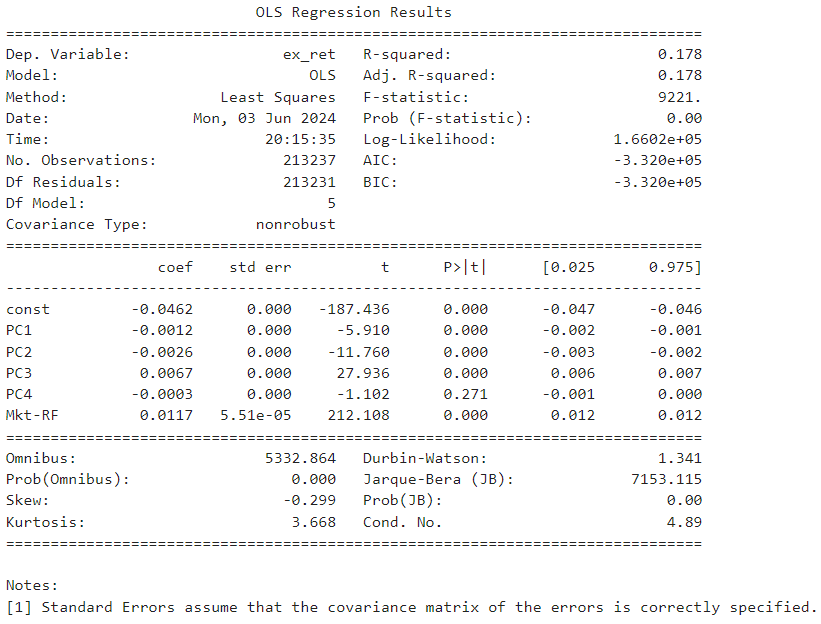 OLS Regression Results
==============================================================================
Dep. Variable:                 ex_ret   R-squared:                       0.178
Model:                            OLS   Adj. R-squared:                  0.178
Method:                 Least Squares   F-statistic:                     9221.
Date:                Mon, 03 Jun 2024   Prob (F-statistic):               0.00
Time:                        20:15:35   Log-Likelihood:             1.6602e+05
No. Observations:              213237   AIC:                        -3.320e+05
Df Residuals:                  213231   BIC:                        -3.320e+05
Df Model:                           5
Covariance Type:            nonrobust
==============================================================================
                 coef    std err          t      P>|t|      [0.025      0.975]
------------------------------------------------------------------------------
const         -0.0462      0.000   -187.436      0.000      -0.047      -0.046
PC1           -0.0012      0.000     -5.910      0.000      -0.002      -0.001
PC2           -0.0026      0.000    -11.760      0.000      -0.003      -0.002
PC3            0.0067      0.000     27.936      0.000       0.006       0.007
PC4           -0.0003      0.000     -1.102      0.271      -0.001       0.000
Mkt-RF         0.0117   5.51e-05    212.108      0.000       0.012       0.012
==============================================================================
Omnibus:                     5332.864   Durbin-Watson:                   1.341
Prob(Omnibus):                  0.000   Jarque-Bera (JB):             7153.115
Skew:                          -0.299   Prob(JB):                         0.00
Kurtosis:                       3.668   Cond. No.                         4.89
==============================================================================
Notes:
[1] Standard Errors assume that the covariance matrix of the errors is correctly specified.